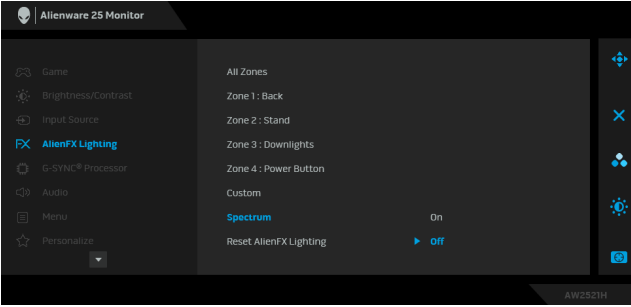 Alienware 25 Monitor
Game
Brightness/Contrast
Input Source
FX AlienFX Lighting
G-SYNC® Processor
Audio
Menu
Personalize
All Zones
Zone 1 : Back
Zone 2 : Stand
Zone 3 : Downlights
Zone 4 : Power Button
Custom
Spectrum On
Reset AlienFX Lighting Off
AW2521H